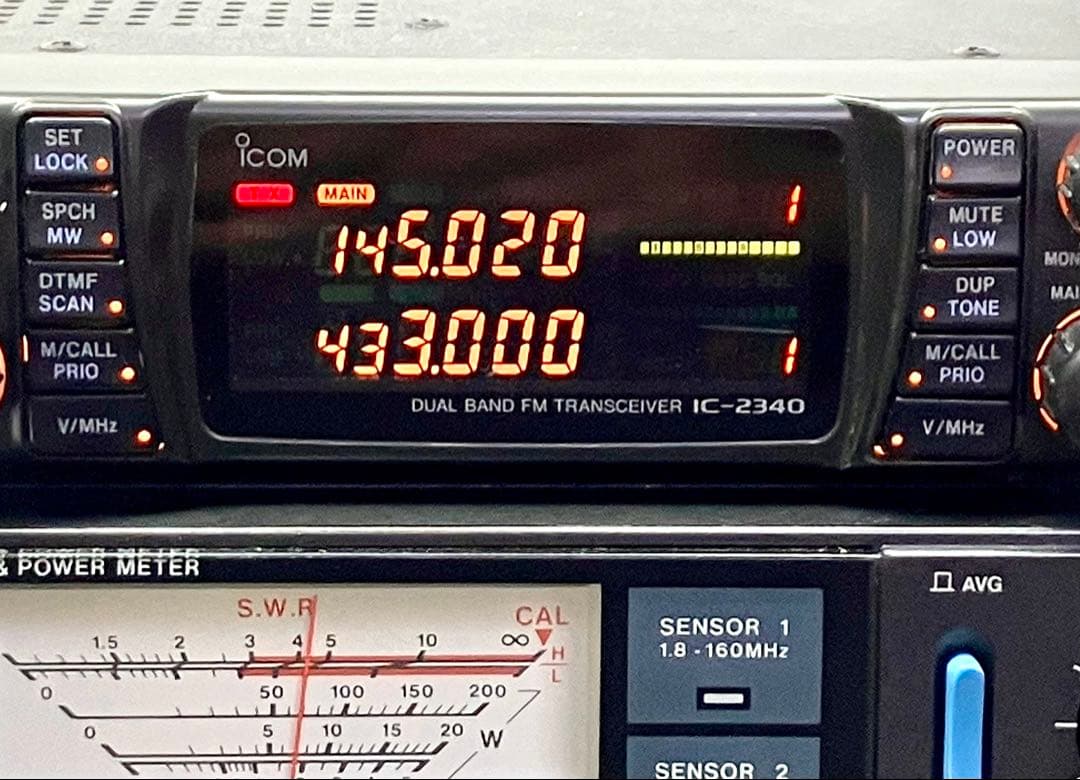 SET
LOCK
SPCH
MW
DTMF
SCAN
M/CALL
PRIO
V/MHz
ICOM
TX MAIN
1
145.020
433.000
1
DUAL BAND FM TRANSCEIVER IC-2340
POWER
MUTE
LOW
DUP
TONE
M/CALL
PRIO
V/MHz
MON
MAI
& POWER METER
S.W.R CAL
1.5 2 3 4 5 10 ∞ H
L
0 50 100 150 200
0 5 10 15 20 W
SENSOR 1
1.8 - 160MHz
SENSOR 2
AVG